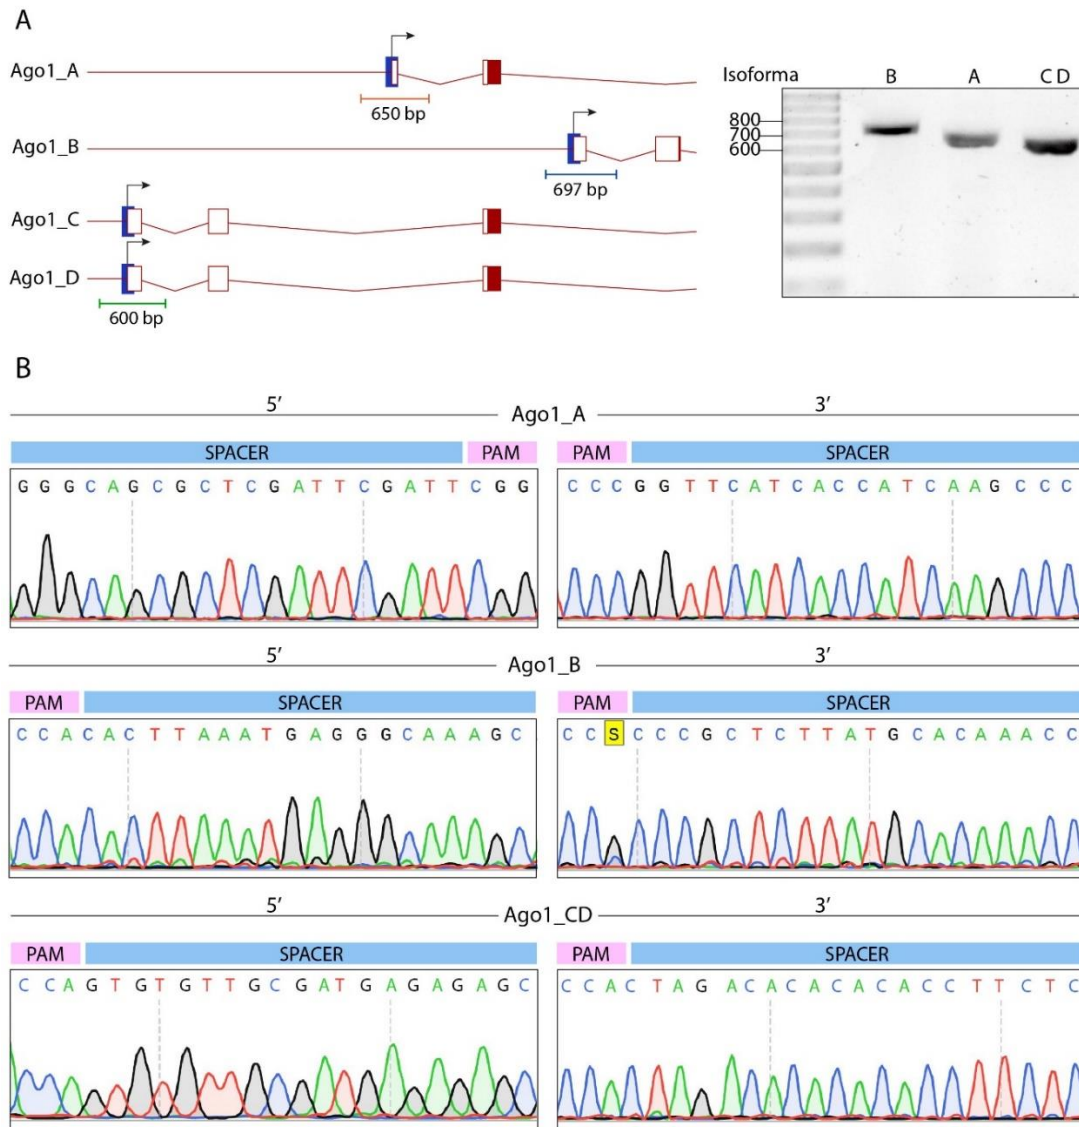 A
Ago1_A
650 bp
Ago1_B
697 bp
Ago1_C
Ago1_D
600 bp
Isoforma B A C D
800
700
600
B
5' Ago1_A 3'
SPACER PAM PAM SPACER
G G G C A G C G C T C G A T T C G A T T C G G
C C C G G T T C A T C A C C A T C A A G C C C
5' Ago1_B 3'
PAM SPACER PAM SPACER
C C A C A C T T A A A T G A G G G C A A A G C
C C S C C C G C T C T T A T G C A C A A A C C
5' Ago1_CD 3'
PAM SPACER PAM SPACER
C C A G T G T G T T G C G A T G A G A G A G C
C C A C T A G A C A C A C A C A C C T T C T C